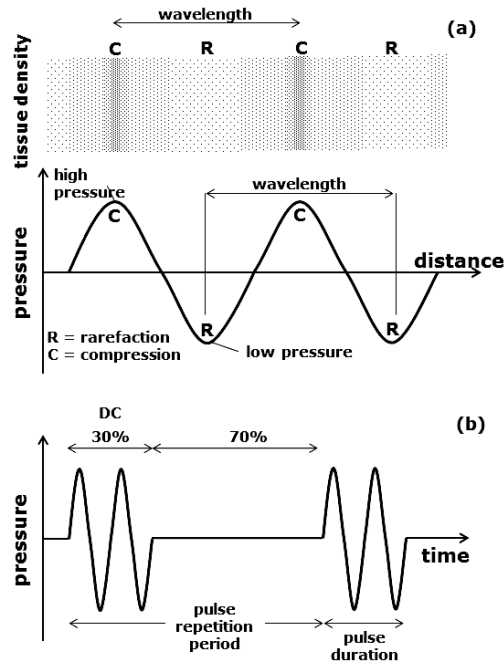 wavelength
C R C R
(a)
tissue density
high
pressure
C
wavelength
C
distance
pressure
R
R
R = rarefaction
C = compression
low pressure
DC
30%
70%
(b)
pressure
time
pulse
repetition
period
pulse
duration